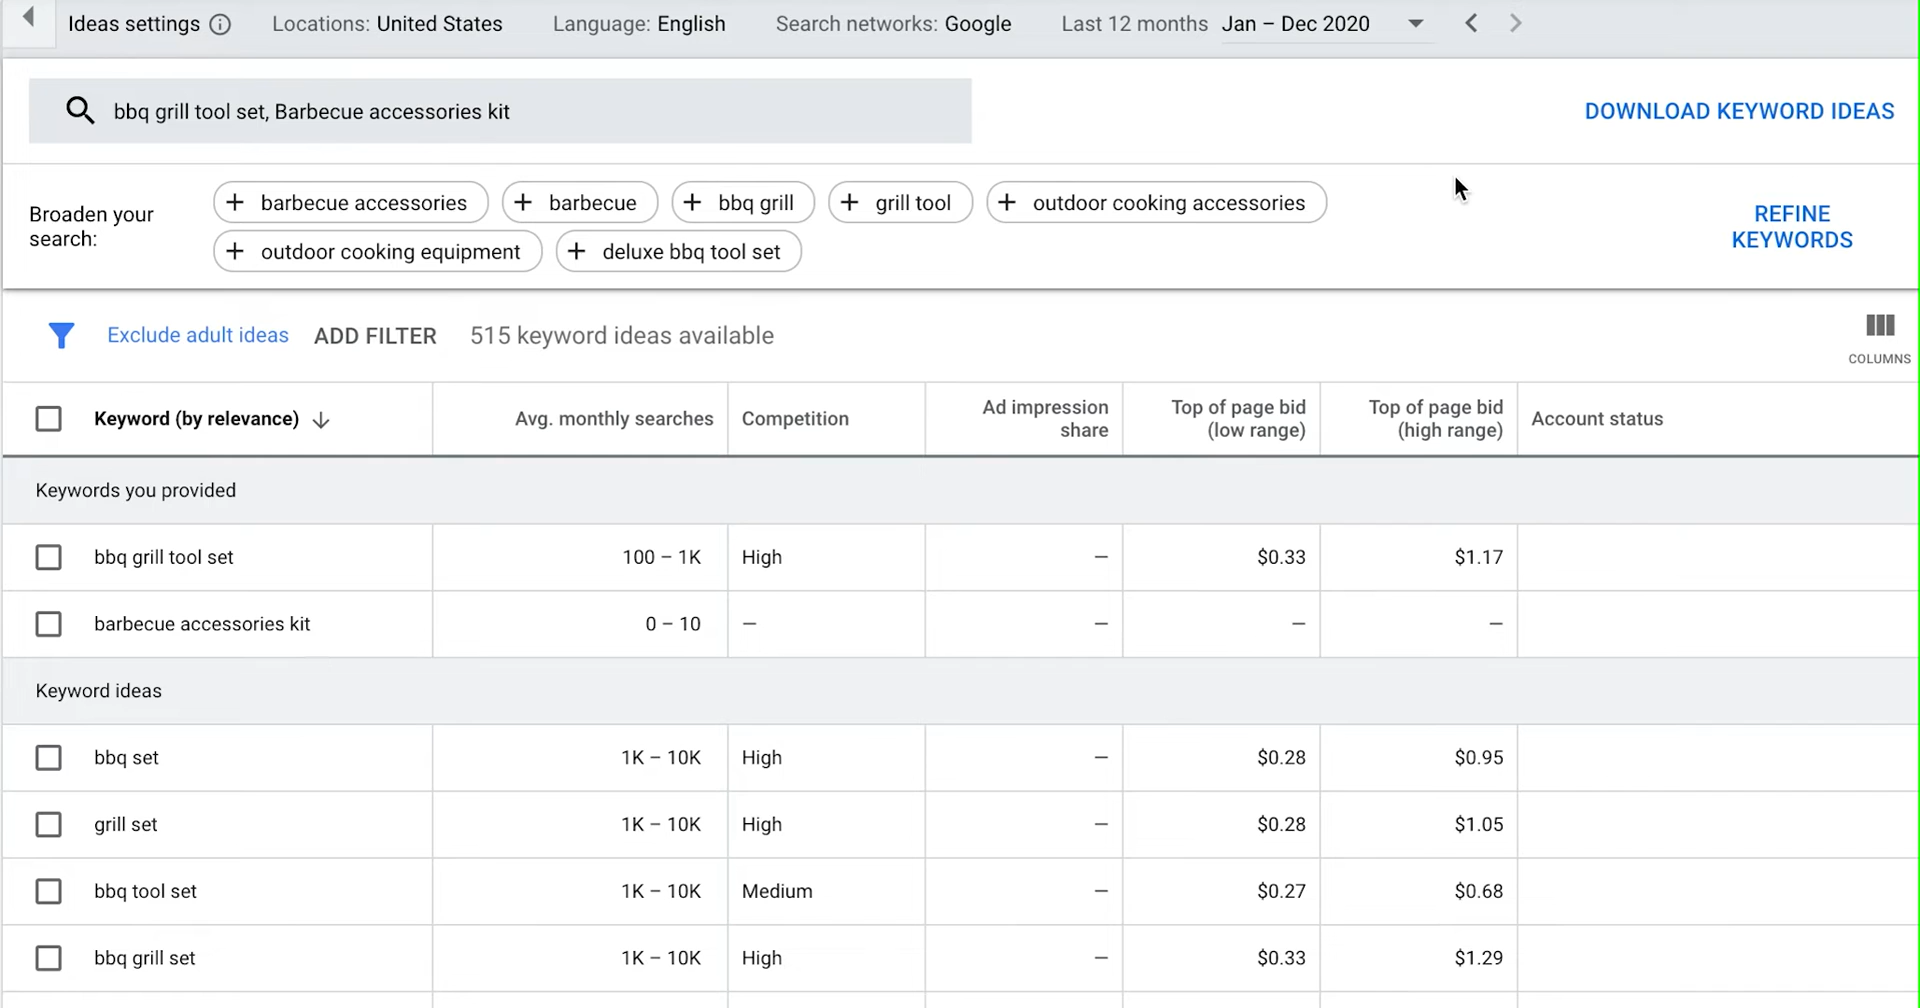 Ideas settings Locations: United States Language: English Search networks: Google Last 12 months Jan – Dec 2020
bbq grill tool set, Barbecue accessories kit
DOWNLOAD KEYWORD IDEAS
Broaden your
search:
+ barbecue accessories + barbecue + bbq grill + grill tool + outdoor cooking accessories
+ outdoor cooking equipment + deluxe bbq tool set
REFINE
KEYWORDS
Exclude adult ideas ADD FILTER 515 keyword ideas available
COLUMNS
Keyword (by relevance) Avg. monthly searches Competition Ad impression share Top of page bid (low range) Top of page bid (high range) Account status
Keywords you provided
bbq grill tool set 100 – 1K High – $0.33 $1.17
barbecue accessories kit 0 – 10 – – – –
Keyword ideas
bbq set 1K – 10K High – $0.28 $0.95
grill set 1K – 10K High – $0.28 $1.05
bbq tool set 1K – 10K Medium – $0.27 $0.68
bbq grill set 1K – 10K High – $0.33 $1.29